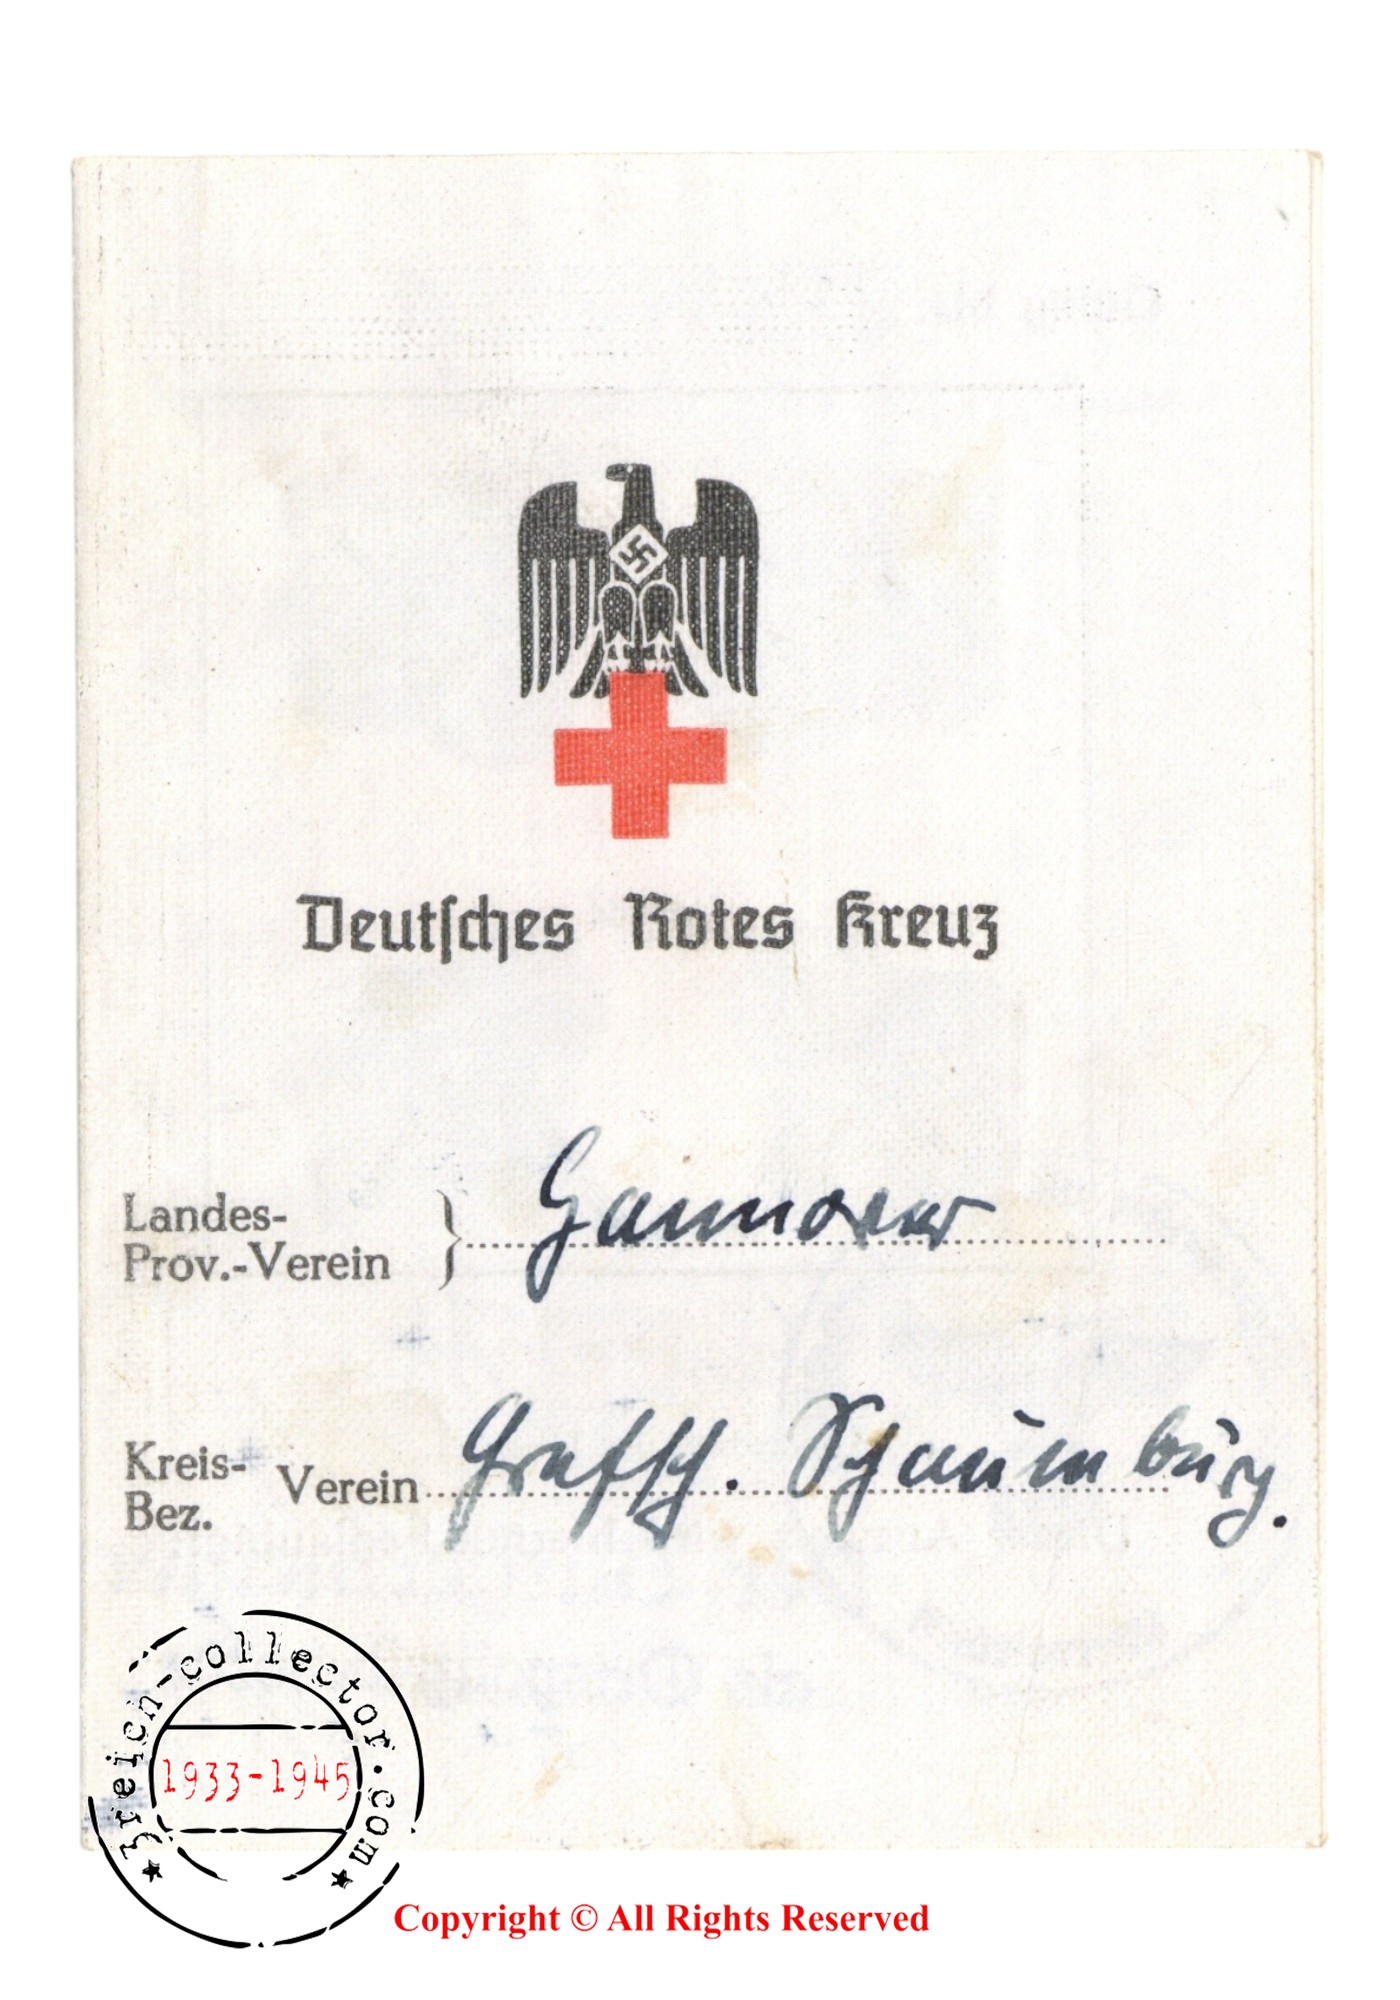 Deutsches Rotes Kreuz
Landes-
Prov.-Verein } Hannover
Kreis-
Bez. Verein Grafsch. Schaumburg.
3reich-collector.com
1933-1945
Copyright © All Rights Reserved